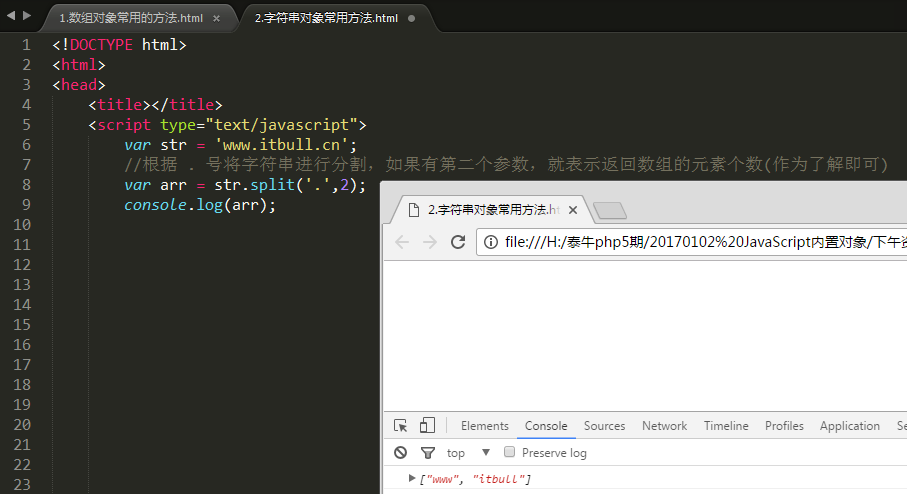 1.数组对象常用的方法.html × 2.字符串对象常用方法.html
1 <!DOCTYPE html>
2 <html>
3 <head>
4 <title></title>
5 <script type="text/javascript">
6 var str = 'www.itbull.cn';
7 //根据 . 号将字符串进行分割，如果有第二个参数，就表示返回数组的元素个数(作为了解即可)
8 var arr = str.split('.',2);
9 console.log(arr);
10
11
12
13
14
15
16
17
18
19
20
21
22
23
2.字符串对象常用方法.ht ×
file:///H:/泰牛php5期/20170102%20JavaScript内置对象/下午
Elements Console Sources Network Timeline Profiles Application Se
top ▼ Preserve log
["www", "itbull"]